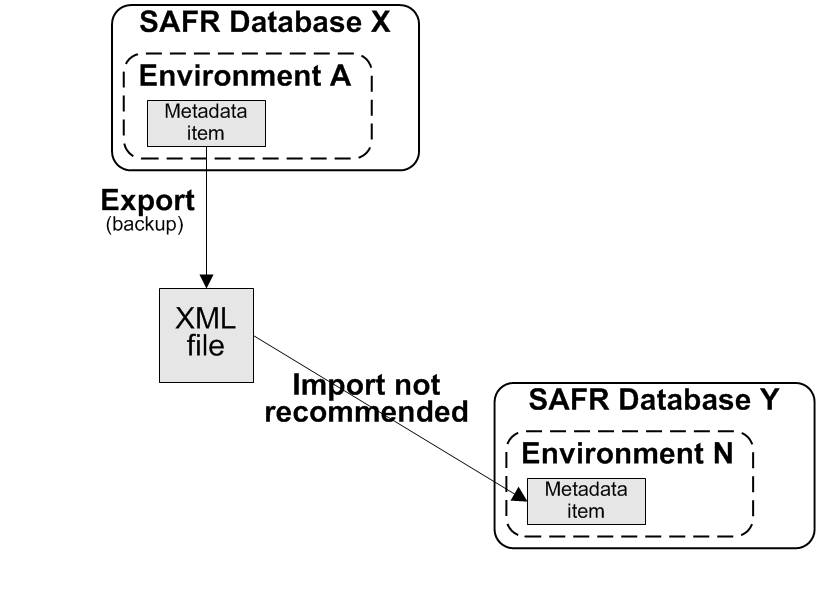 SAFR Database X
Environment A
Metadata
item
Export
(backup)
XML
file
Import not
recommended
SAFR Database Y
Environment N
Metadata
item